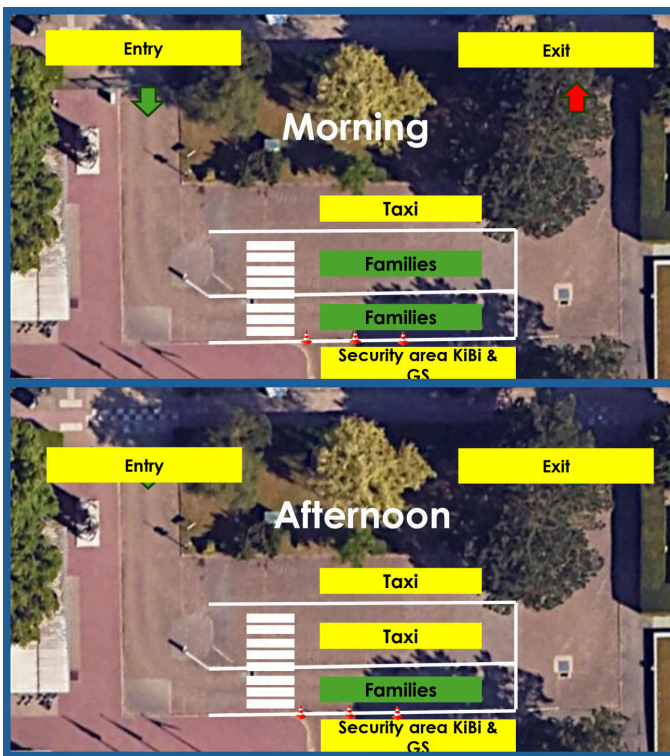 Entry
Exit
Morning
Taxi
Families
Families
Security area KiBi &
GS
Entry
Exit
Afternoon
Taxi
Taxi
Families
Security area KiBi &
GS